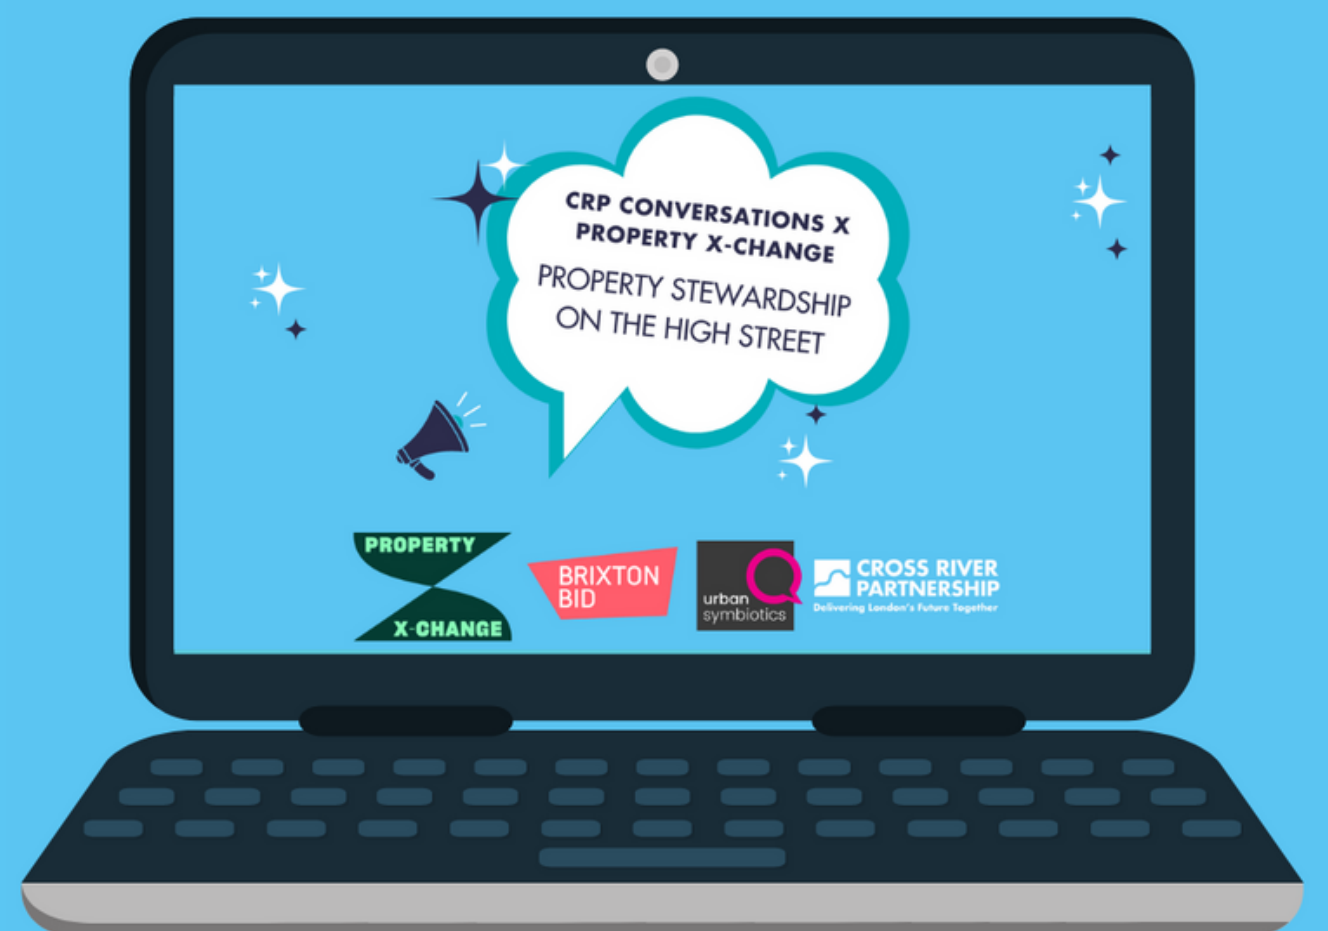 CRP CONVERSATIONS X
PROPERTY X-CHANGE
PROPERTY STEWARDSHIP
ON THE HIGH STREET
PROPERTY
X-CHANGE
BRIXTON
BID
urban
symbiotics
CROSS RIVER
PARTNERSHIP
Delivering London's Future Together